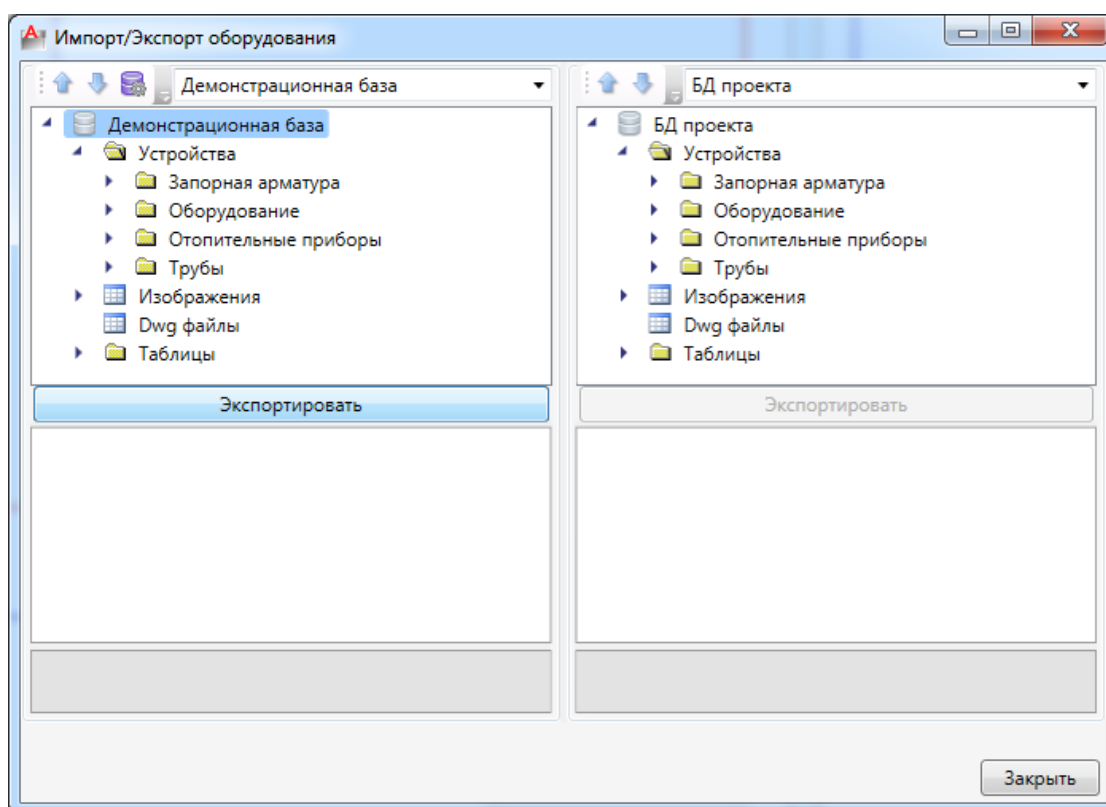 Импорт/Экспорт оборудования
Демонстрационная база
Демонстрационная база
Устройства
Запорная арматура
Оборудование
Отопительные приборы
Трубы
Изображения
Dwg файлы
Таблицы
Экспортировать
БД проекта
БД проекта
Устройства
Запорная арматура
Оборудование
Отопительные приборы
Трубы
Изображения
Dwg файлы
Таблицы
Экспортировать
Закрыть